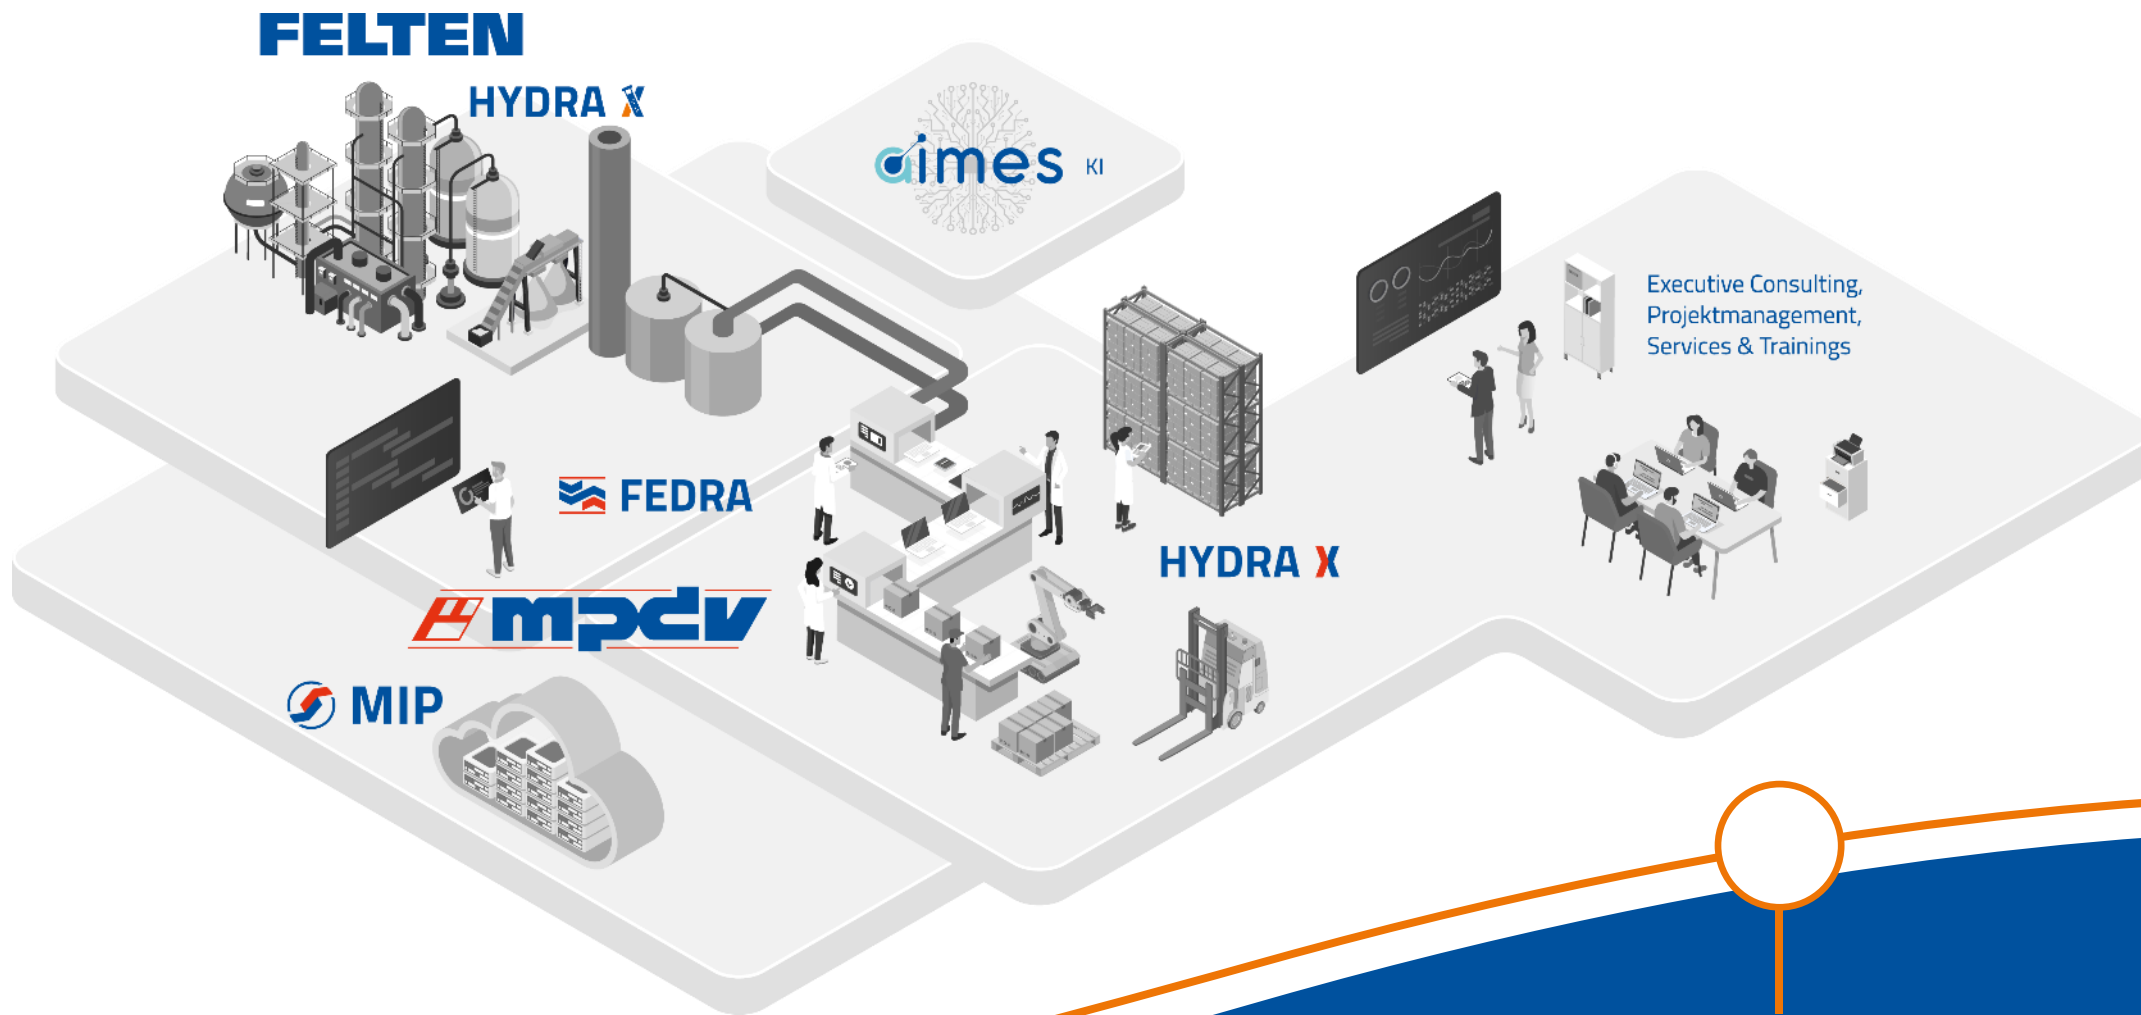 FELTEN
HYDRA X
aimes KI
Executive Consulting,
Projektmanagement,
Services & Trainings
FEDRA
HYDRA X
mpdv
MIP